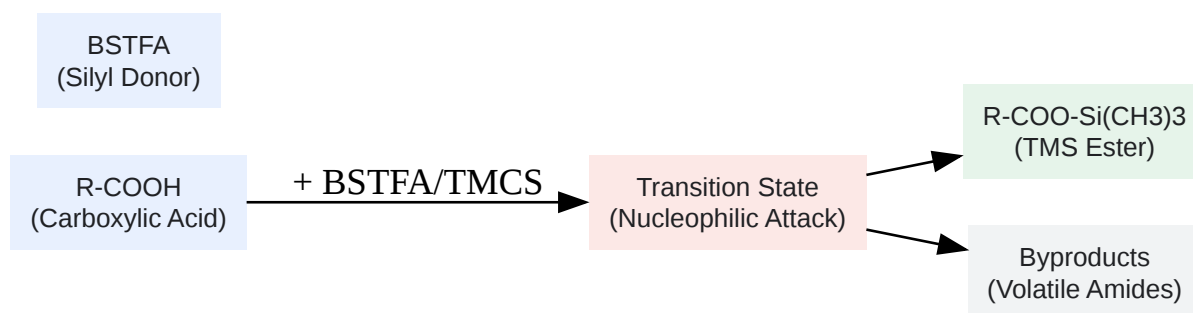 BSTFA
(Silyl Donor)
R-COOH
(Carboxylic Acid)
+ BSTFA/TMCS
Transition State
(Nucleophilic Attack)
R-COO-Si(CH3)3
(TMS Ester)
Byproducts
(Volatile Amides)